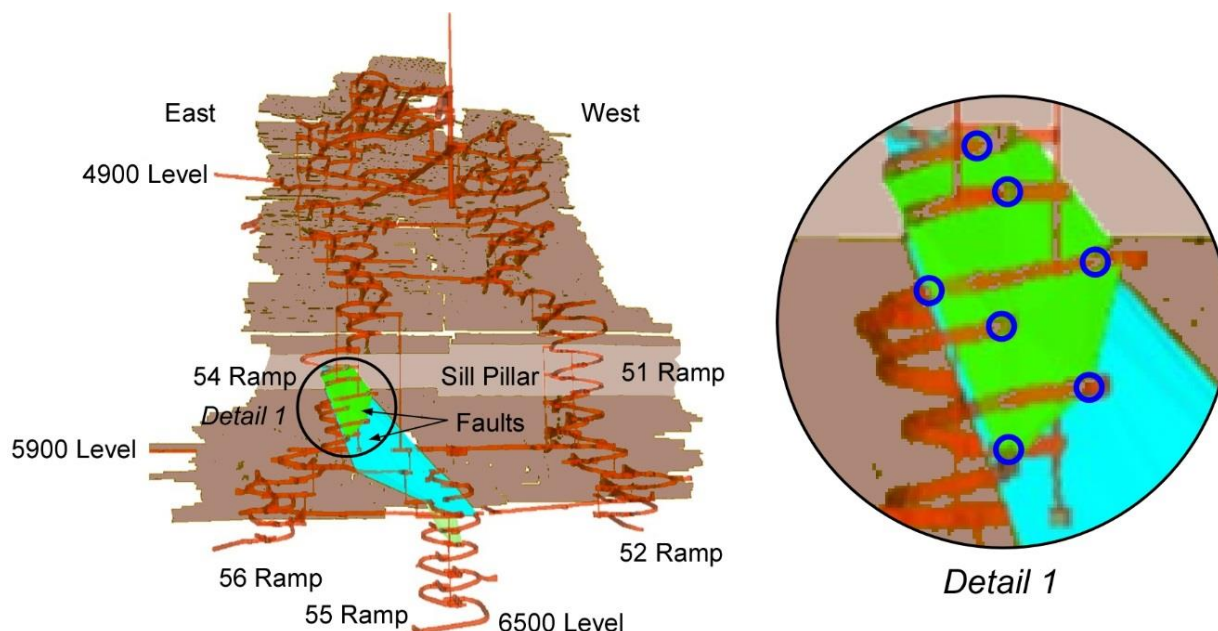 East
West
4900 Level
54 Ramp
Sill Pillar
51 Ramp
Detail 1
Faults
5900 Level
56 Ramp
52 Ramp
55 Ramp
6500 Level
Detail 1